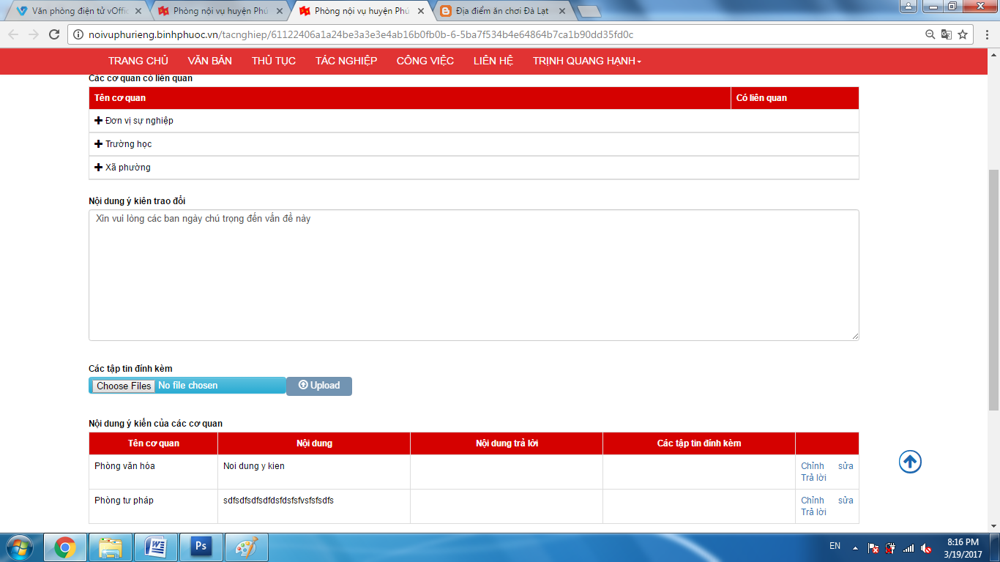 Văn phòng điện tử vOffic
Phòng nội vụ huyện Phú
Phòng nội vụ huyện Phú
Địa điểm ăn chơi Đà Lạt
noivuphurieng.binhphuoc.vn/tacnghiep/61122406a1a24be3a3e3e4ab16b0fb0b-6-5ba7f534b4e64864b7ca1b90dd35fd0c
TRANG CHỦ VĂN BẢN THỦ TỤC TÁC NGHIỆP CÔNG VIỆC LIÊN HỆ TRỊNH QUANG HẠNH
Các cơ quan có liên quan
Tên cơ quan Có liên quan
Đơn vị sự nghiệp
Trường học
Xã phường
Nội dung ý kiên trao đổi
Xin vui lòng các ban ngày chú trọng đến vấn đề này
Các tập tin đính kèm
Choose Files No file chosen Upload
Nội dung ý kiến của các cơ quan
Tên cơ quan Nội dung Nội dung trả lời Các tập tin đính kèm
Phòng văn hóa Noi dung y kien Chỉnh sửa
Trả lời
Phòng tư pháp sdfsdfsdfsdfdsfdsfsfvsfsfsdfs Chỉnh sửa
Trả lời
EN
8:16 PM
3/19/2017